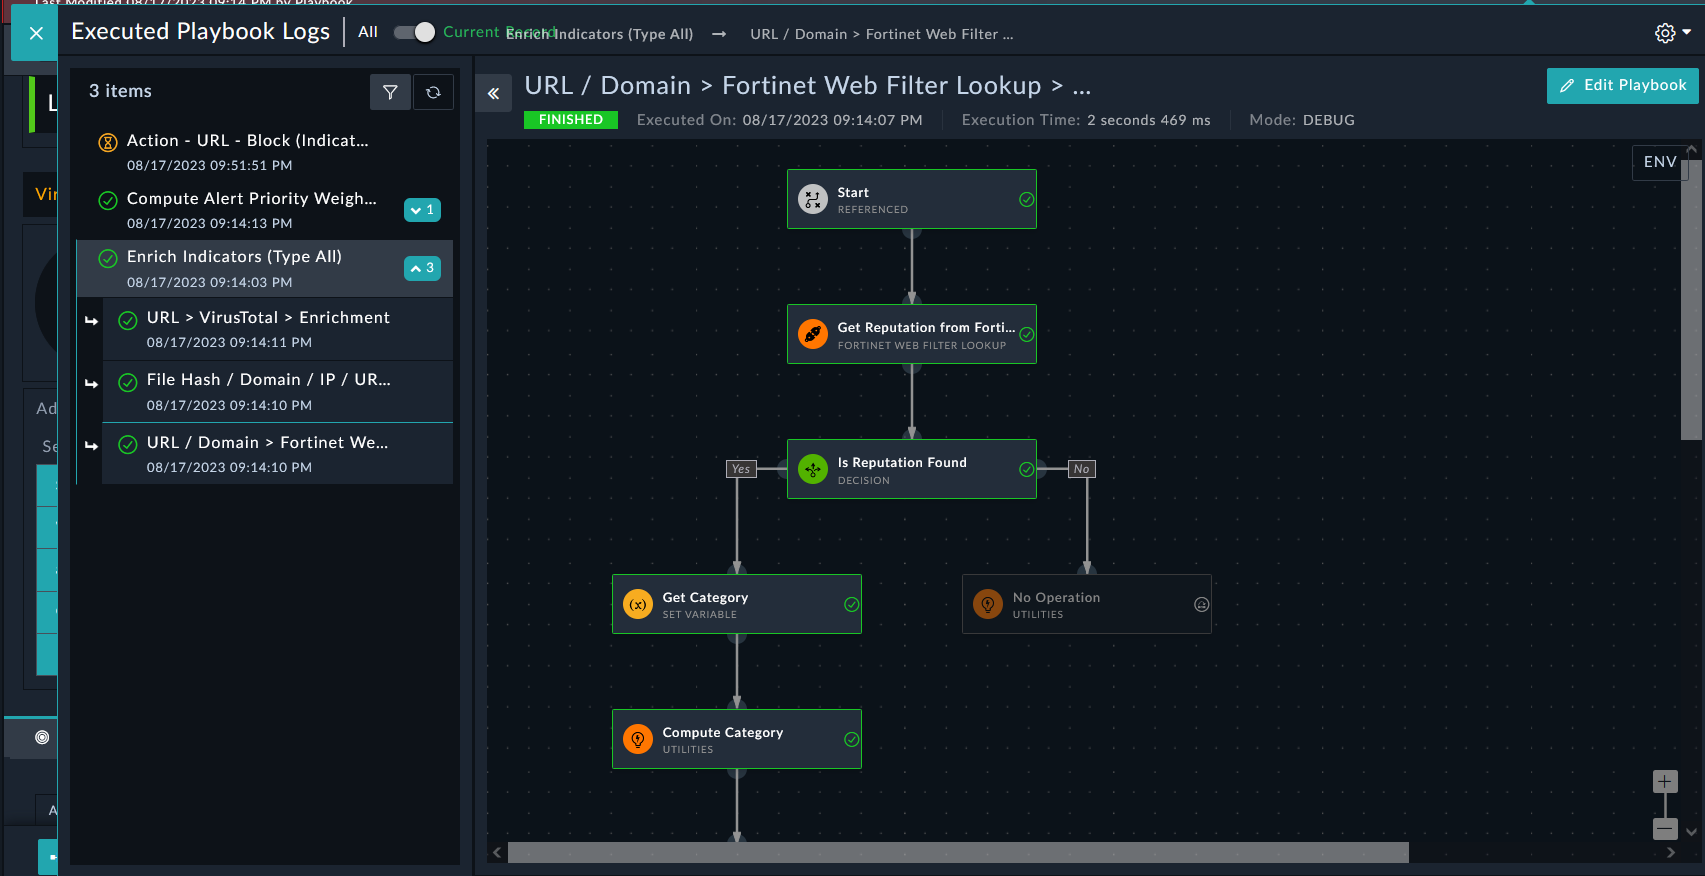 Last Modified 08/17/2023 09:14 PM by Playbook
Executed Playbook Logs
All
Current Record
Enrich Indicators (Type All)
URL / Domain > Fortinet Web Filter ...
3 items
Action - URL - Block (Indicat...
08/17/2023 09:51:51 PM
Compute Alert Priority Weigh...
08/17/2023 09:14:13 PM
1
Enrich Indicators (Type All)
08/17/2023 09:14:03 PM
3
URL > VirusTotal > Enrichment
08/17/2023 09:14:11 PM
File Hash / Domain / IP / UR...
08/17/2023 09:14:10 PM
URL / Domain > Fortinet We...
08/17/2023 09:14:10 PM
URL / Domain > Fortinet Web Filter Lookup > ...
Edit Playbook
FINISHED
Executed On: 08/17/2023 09:14:07 PM
Execution Time: 2 seconds 469 ms
Mode: DEBUG
ENV
Start
REFERENCED
Get Reputation from Forti...
FORTINET WEB FILTER LOOKUP
Is Reputation Found
DECISION
Yes
No
Get Category
SET VARIABLE
No Operation
UTILITIES
Compute Category
UTILITIES